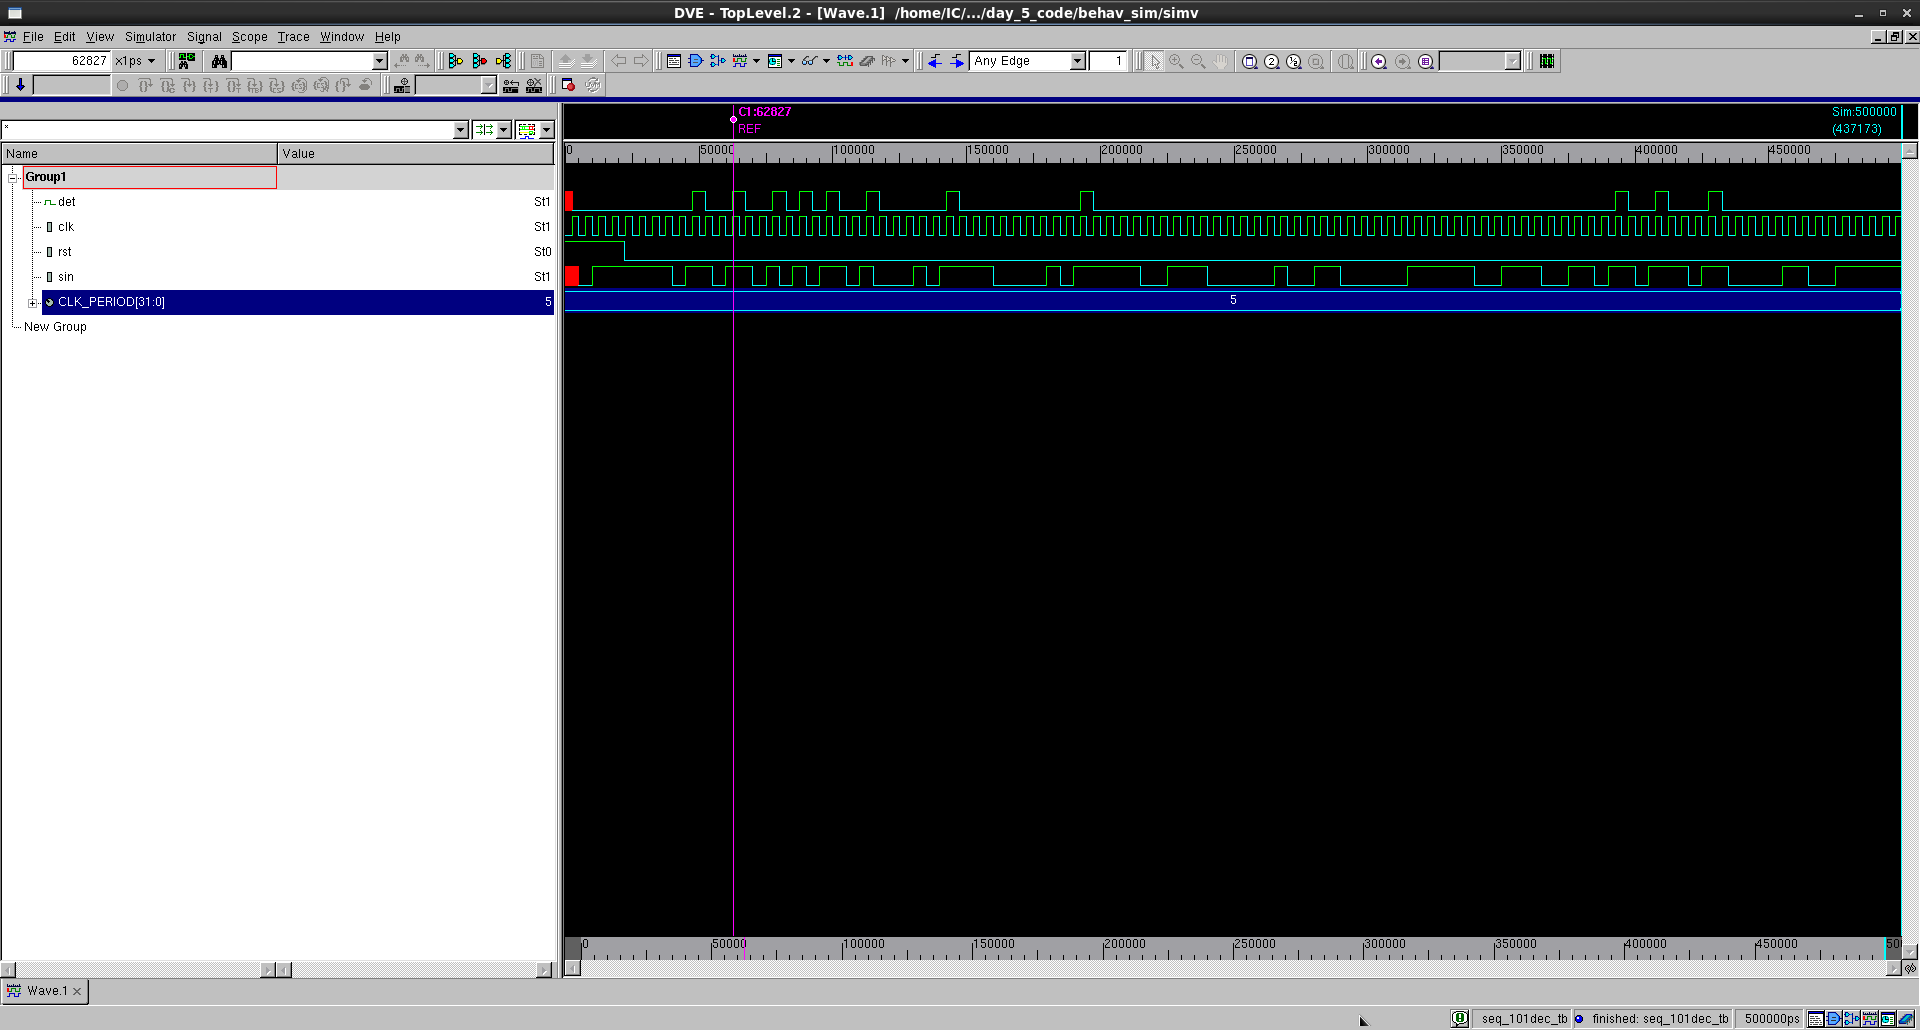 DVE - TopLevel.2 - [Wave.1]  /home/IC/.../day_5_code/behav_sim/simv
File Edit View Simulator Signal Scope Trace Window Help
62827 x1ps Any Edge 1
C1:62827
REF
Sim:500000
(437173)
*
Name Value
0 50000 100000 150000 200000 250000 300000 350000 400000 450000
Group1
det St1
clk St1
rst St0
sin St1
CLK_PERIOD[31:0] 5 5
New Group
0 50000 100000 150000 200000 250000 300000 350000 400000 450000 50
Wave.1
seq_101dec_tb finished: seq_101dec_tb 500000ps